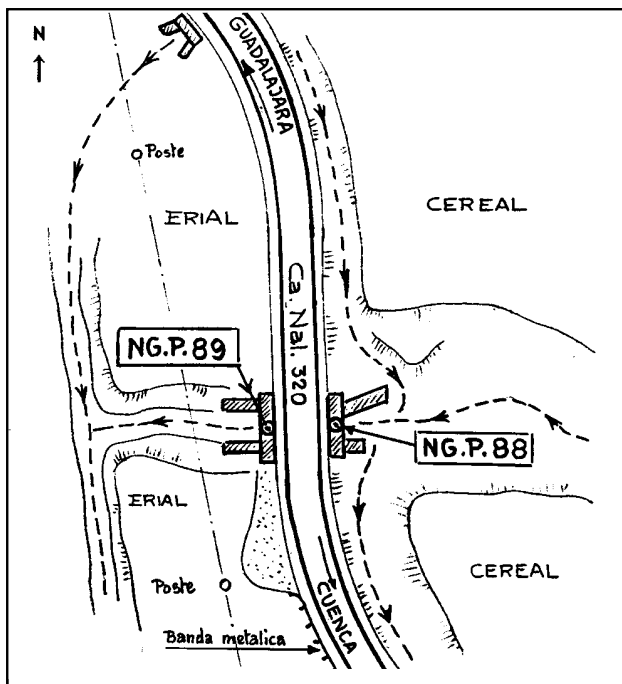 N
GUADALAJARA
Poste
ERIAL
CEREAL
Ca. Nal. 320
NG.P.89
NG.P.88
ERIAL
CEREAL
Poste
CUENCA
Banda metalica